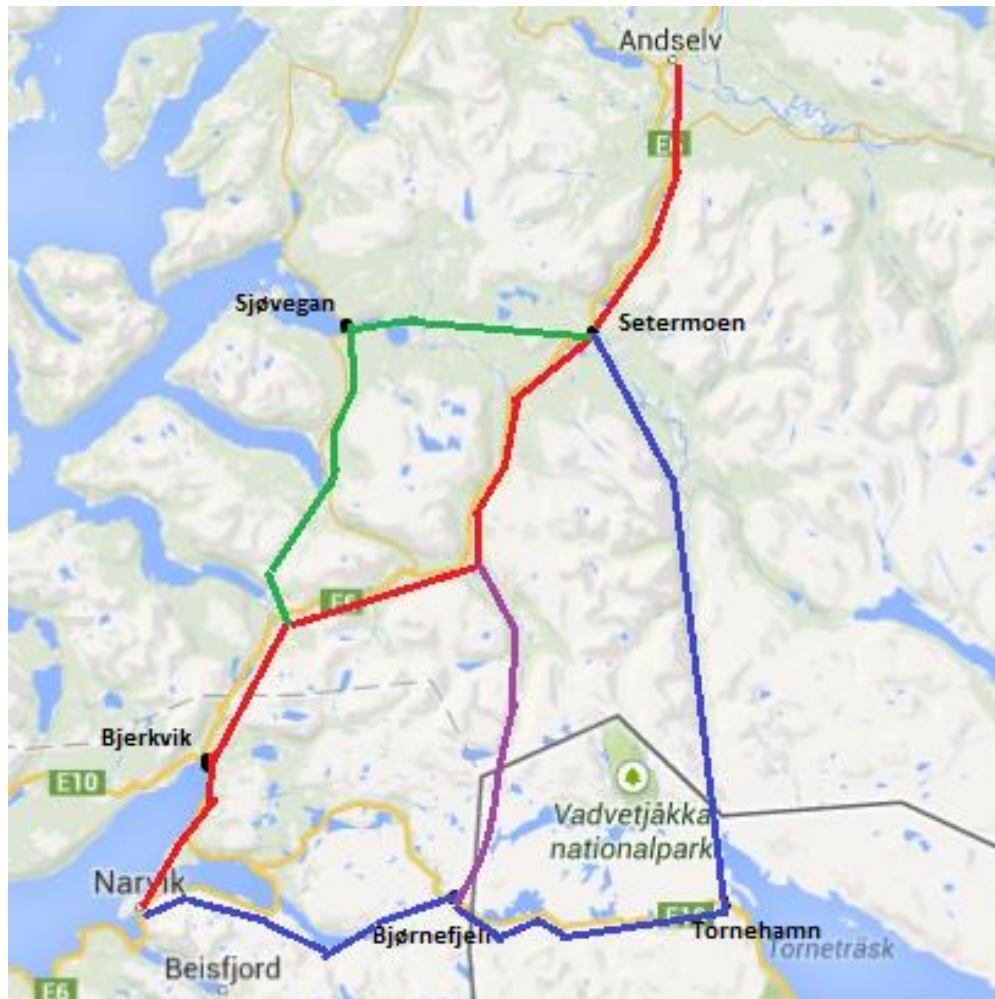 Andselv
E6
Sjøvegan
Setermoen
E6
Bjerkvik
E10
Vadvetjåkka
nationalpark
Narvik
E10
Bjørnefjell
Tornehamn
Torneträsk
Beisfjord
E6